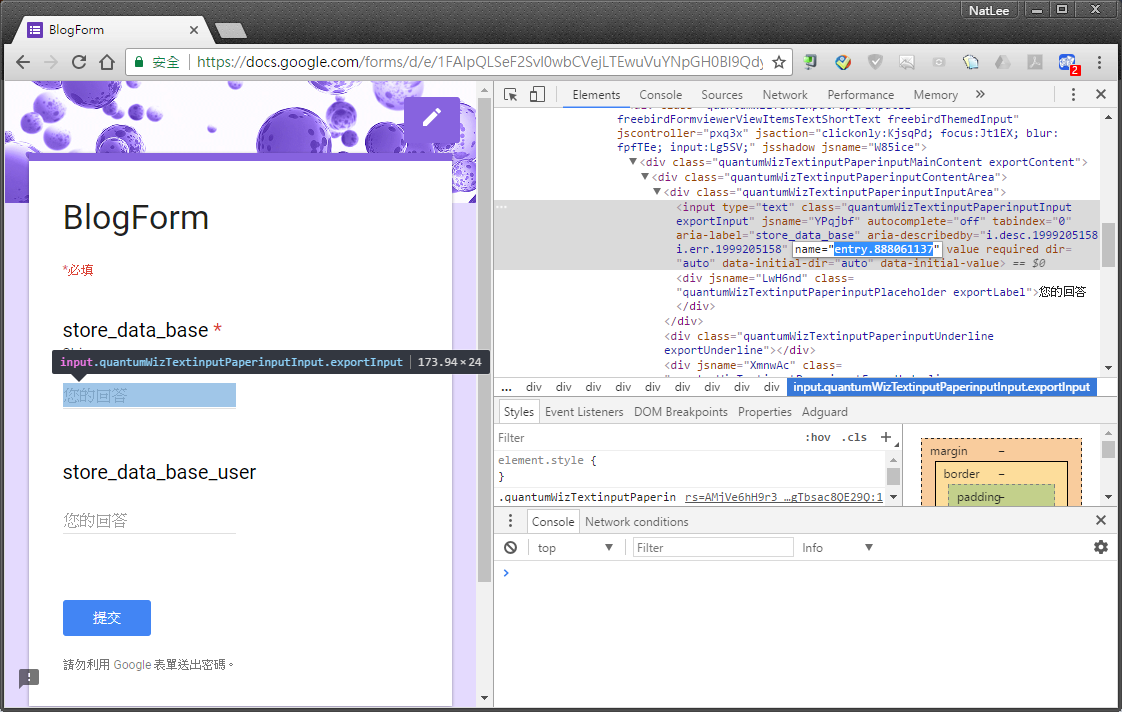 NatLee
BlogForm
安全 https://docs.google.com/forms/d/e/1FAIpQLSeF2Svl0wbCVejLTEwuVuYNpGH0BI9Qdy
2
BlogForm
*必填
store_data_base *
input.quantumWizTextinputPaperinputInput.exportInput 173.94 × 24
您的回答
store_data_base_user
您的回答
提交
請勿利用 Google 表單送出密碼。
Elements Console Sources Network Performance Memory »
freebirdFormviewerViewItemsTextShortText freebirdThemedInput"
jscontroller="pxq3x" jsaction="clickonly:KjsqPd; focus:Jt1EX; blur:
fpfTEe; input:Lg5SV;" jsshadow jsname="W85ice">
<div class="quantumWizTextinputPaperinputMainContent exportContent">
<div class="quantumWizTextinputPaperinputContentArea">
<div class="quantumWizTextinputPaperinputInputArea">
<input type="text" class="quantumWizTextinputPaperinputInput
exportInput" jsname="YPqjbf" autocomplete="off" tabindex="0"
aria-label="store_data_base" aria-describedby="i.desc.1999205158
i.err.1999205158" name="entry.888061137" value required dir=
"auto" data-initial-dir="auto" data-initial-value> == $0
<div jsname="LwH6nd" class=
"quantumWizTextinputPaperinputPlaceholder exportLabel">您的回答
</div>
</div>
<div class="quantumWizTextinputPaperinputUnderline
exportUnderline"></div>
<div jsname="XmnwAc" class=
... div div div div div div div div div input.quantumWizTextinputPaperinputInput.exportInput
Styles Event Listeners DOM Breakpoints Properties Adguard
Filter :hov .cls +
element.style {
}
.quantumWizTextinputPaperin rs=AMjVe6hH9r3 …gTbsac8QE29Q:1
margin –
border –
padding–
Console Network conditions
top Filter Info